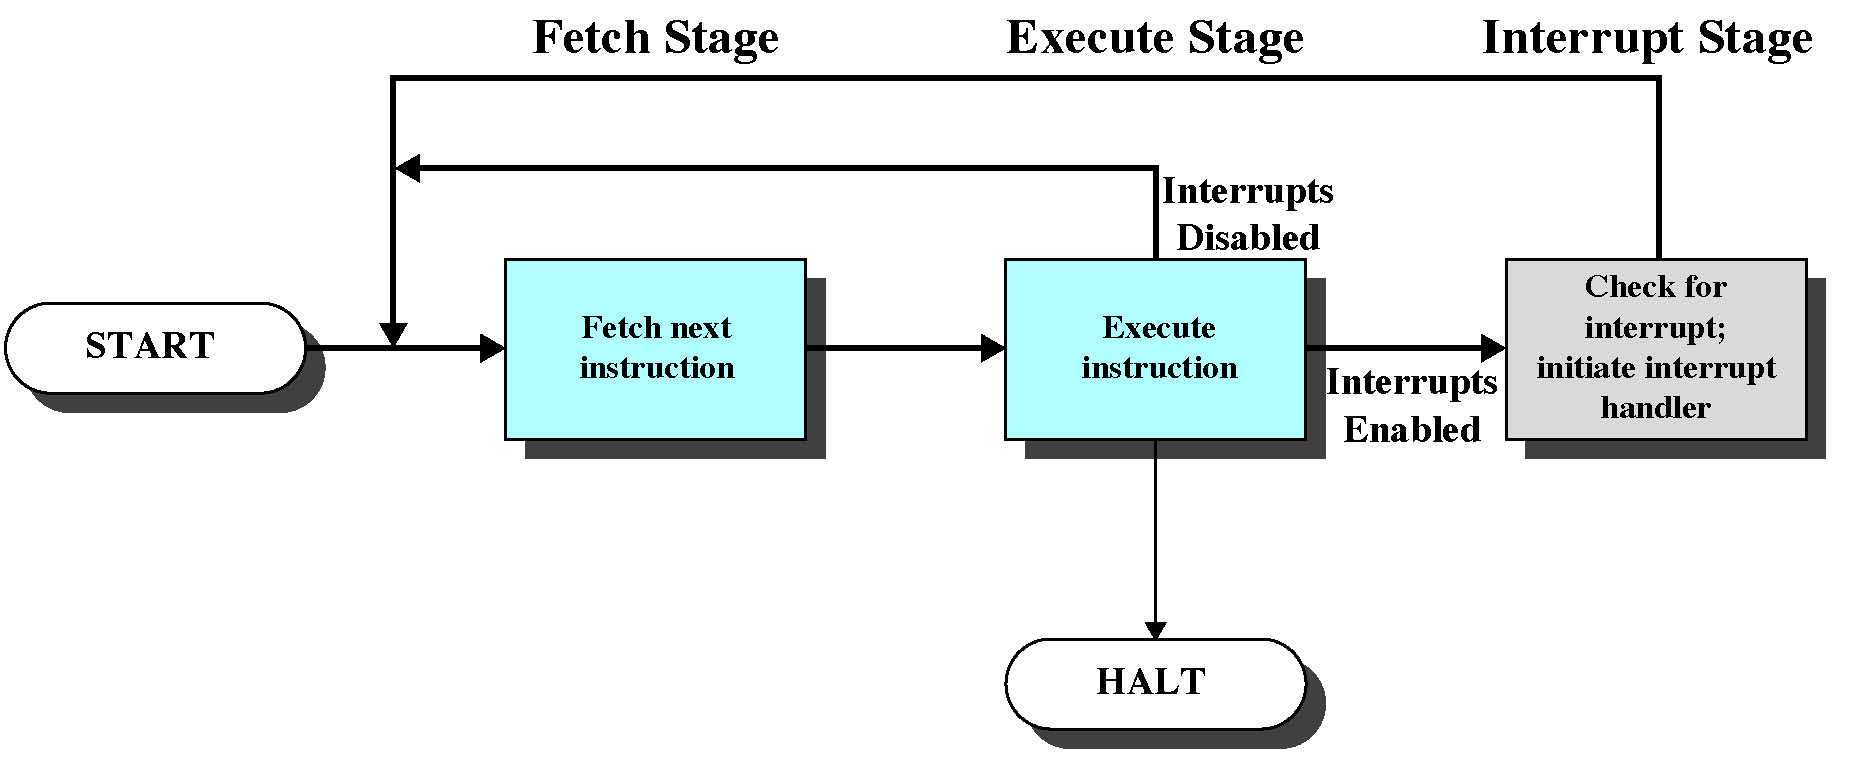 Fetch Stage
Execute Stage
Interrupt Stage
Interrupts
Disabled
START
Fetch next
instruction
Execute
instruction
Interrupts
Enabled
Check for
interrupt;
initiate interrupt
handler
HALT